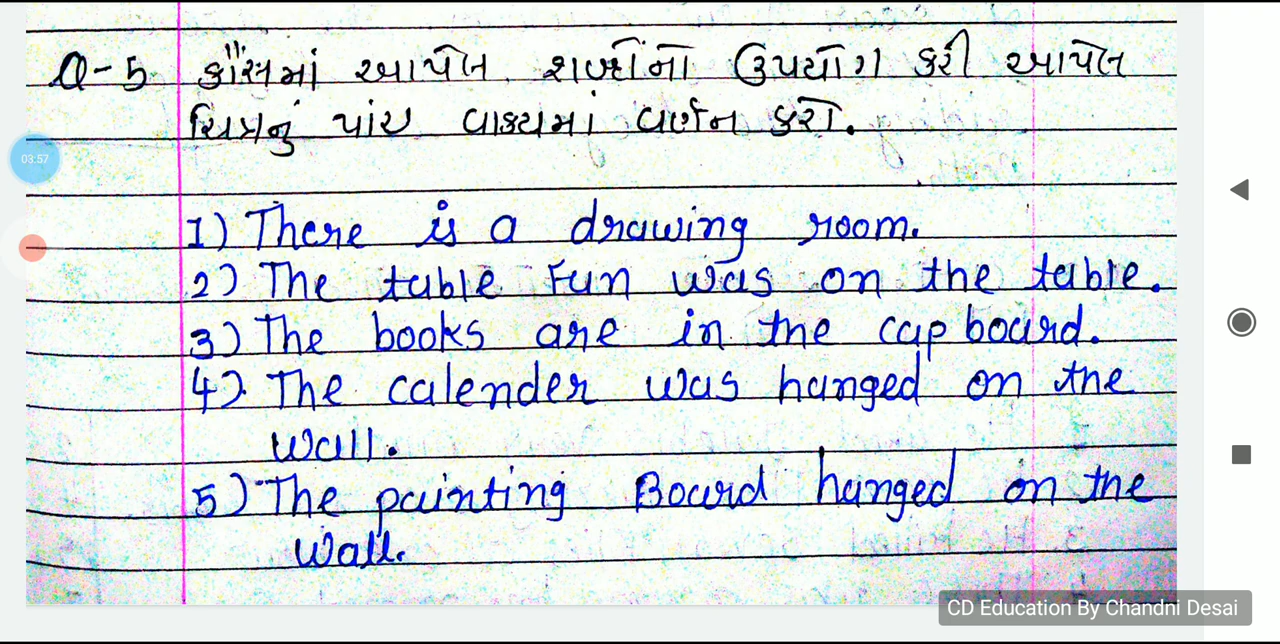 Q-5 કૌંસમાં આપેલ શબ્દોનો ઉપયોગ કરી આપેલ
ચિત્રનું પાંચ વાક્યમાં વર્ણન કરો.
03:57
1) There is a drawing room.
2) The table Fun was on the table.
3) The books are in the cap board.
4) The calender was hanged on the
wall.
5) The painting Board hanged on the
Wall.
CD Education By Chandni Desai